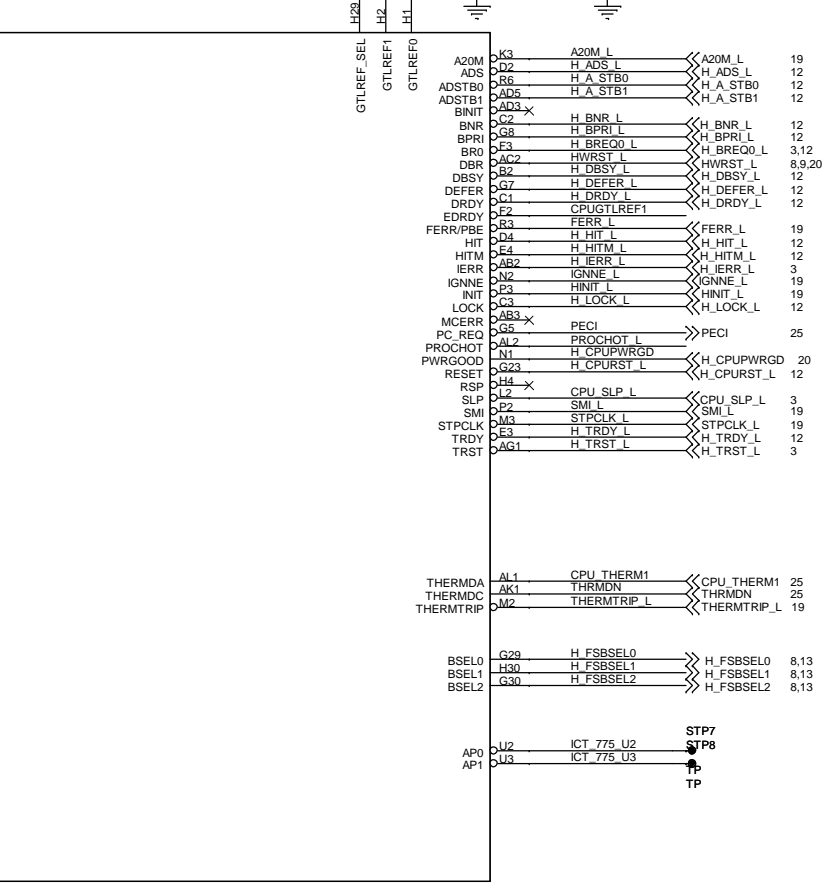 H29 H2 H1
GTLREF_SEL GTLREF1 GTLREF0
A20M K3 A20M_L A20M_L 19
ADS D2 H_ADS_L H_ADS_L 12
ADSTB0 R6 H_A_STB0 H_A_STB0 12
ADSTB1 AD5 H_A_STB1 H_A_STB1 12
BINIT AD3
BNR C2 H_BNR_L H_BNR_L 12
BPRI G8 H_BPRI_L H_BPRI_L 12
BR0 F3 H_BREQ0_L H_BREQ0_L 3,12
DBR AC2 HWRST_L HWRST_L 8,9,20
DBSY B2 H_DBSY_L H_DBSY_L 12
DEFER G7 H_DEFER_L H_DEFER_L 12
DRDY C1 H_DRDY_L H_DRDY_L 12
EDRDY F2 CPUGTLREF1
FERR/PBE R3 FERR_L FERR_L 19
HIT D4 H_HIT_L H_HIT_L 12
HITM E4 H_HITM_L H_HITM_L 12
IERR AB2 H_IERR_L H_IERR_L 3
IGNNE N2 IGNNE_L IGNNE_L 19
INIT P3 HINIT_L HINIT_L 19
LOCK C3 H_LOCK_L H_LOCK_L 12
MCERR AB3
PC_REQ G5 PECI PECI 25
PROCHOT AL2 PROCHOT_L
PWRGOOD N1 H_CPUPWRGD H_CPUPWRGD 20
RESET G23 H_CPURST_L H_CPURST_L 12
RSP H4
SLP L2 CPU_SLP_L CPU_SLP_L 3
SMI P2 SMI_L SMI_L 19
STPCLK M3 STPCLK_L STPCLK_L 19
TRDY E3 H_TRDY_L H_TRDY_L 12
TRST AG1 H_TRST_L H_TRST_L 3
THERMDA AL1 CPU_THERM1 CPU_THERM1 25
THERMDC AK1 THRMDN THRMDN 25
THERMTRIP M2 THERMTRIP_L THERMTRIP_L 19
BSEL0 G29 H_FSBSEL0 H_FSBSEL0 8,13
BSEL1 H30 H_FSBSEL1 H_FSBSEL1 8,13
BSEL2 G30 H_FSBSEL2 H_FSBSEL2 8,13
STP7
AP0 U2 ICT_775_U2 STP8
AP1 U3 ICT_775_U3 TP
TP